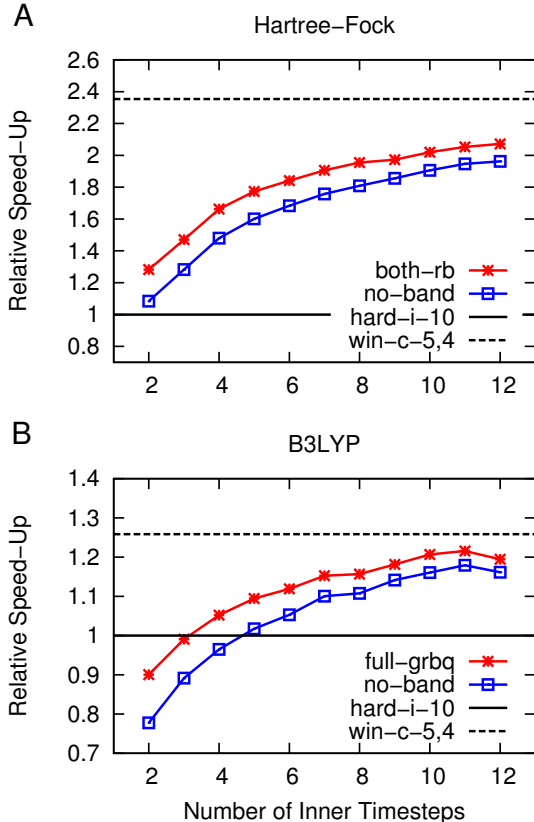 A
Hartree−Fock
Relative Speed−Up
2.6
2.4
2.2
2
1.8
1.6
1.4
1.2
1
0.8
both−rb
no−band
hard−i−10
win−c−5,4
2 4 6 8 10 12
B
B3LYP
Relative Speed−Up
1.4
1.3
1.2
1.1
1
0.9
0.8
0.7
full−grbq
no−band
hard−i−10
win−c−5,4
2 4 6 8 10 12
Number of Inner Timesteps